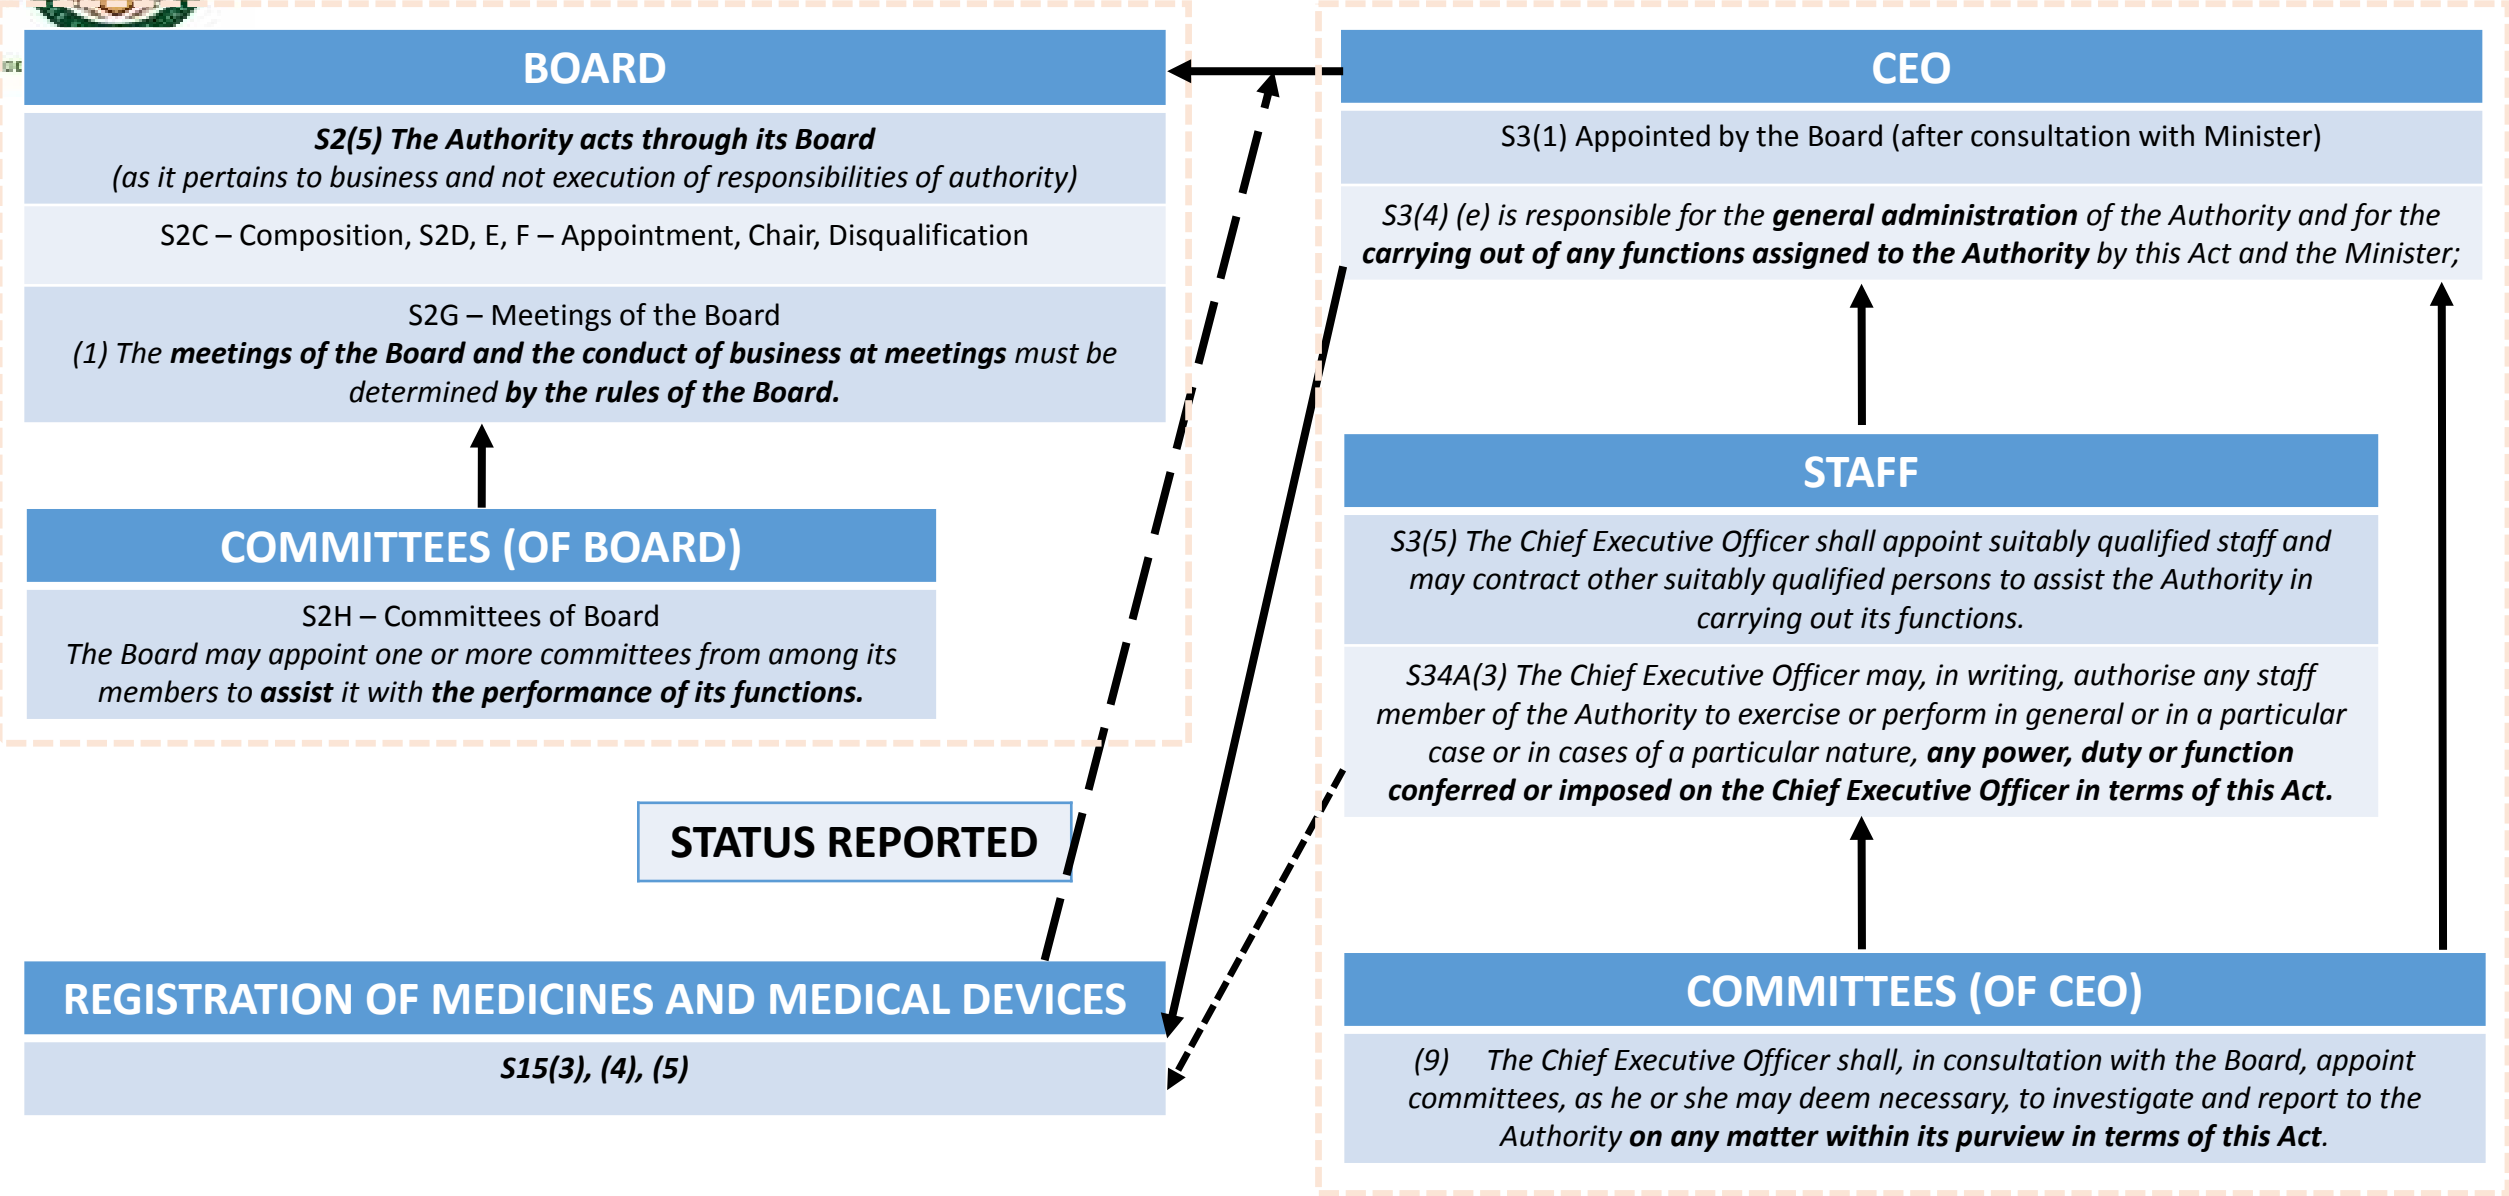 BOARD
S2(5) The Authority acts through its Board
(as it pertains to business and not execution of responsibilities of authority)
S2C – Composition, S2D, E, F – Appointment, Chair, Disqualification
S2G – Meetings of the Board
(1) The meetings of the Board and the conduct of business at meetings must be
determined by the rules of the Board.
COMMITTEES (OF BOARD)
S2H – Committees of Board
The Board may appoint one or more committees from among its
members to assist it with the performance of its functions.
STATUS REPORTED
REGISTRATION OF MEDICINES AND MEDICAL DEVICES
S15(3), (4), (5)
CEO
S3(1) Appointed by the Board (after consultation with Minister)
S3(4) (e) is responsible for the general administration of the Authority and for the
carrying out of any functions assigned to the Authority by this Act and the Minister;
STAFF
S3(5) The Chief Executive Officer shall appoint suitably qualified staff and
may contract other suitably qualified persons to assist the Authority in
carrying out its functions.
S34A(3) The Chief Executive Officer may, in writing, authorise any staff
member of the Authority to exercise or perform in general or in a particular
case or in cases of a particular nature, any power, duty or function
conferred or imposed on the Chief Executive Officer in terms of this Act.
COMMITTEES (OF CEO)
(9) The Chief Executive Officer shall, in consultation with the Board, appoint
committees, as he or she may deem necessary, to investigate and report to the
Authority on any matter within its purview in terms of this Act.